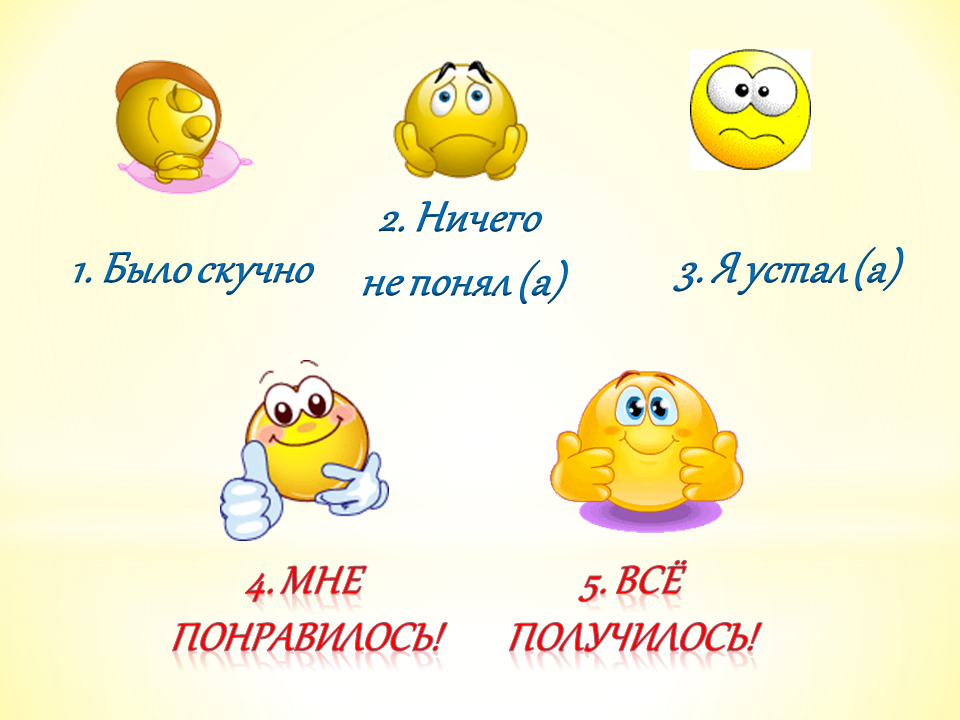 2. Ничего
1. Было скучно
не понял (а)
3. Я устал (а)
4. МНЕ
ПОНРАВИЛОСЬ!
5. ВСЁ
ПОЛУЧИЛОСЬ!